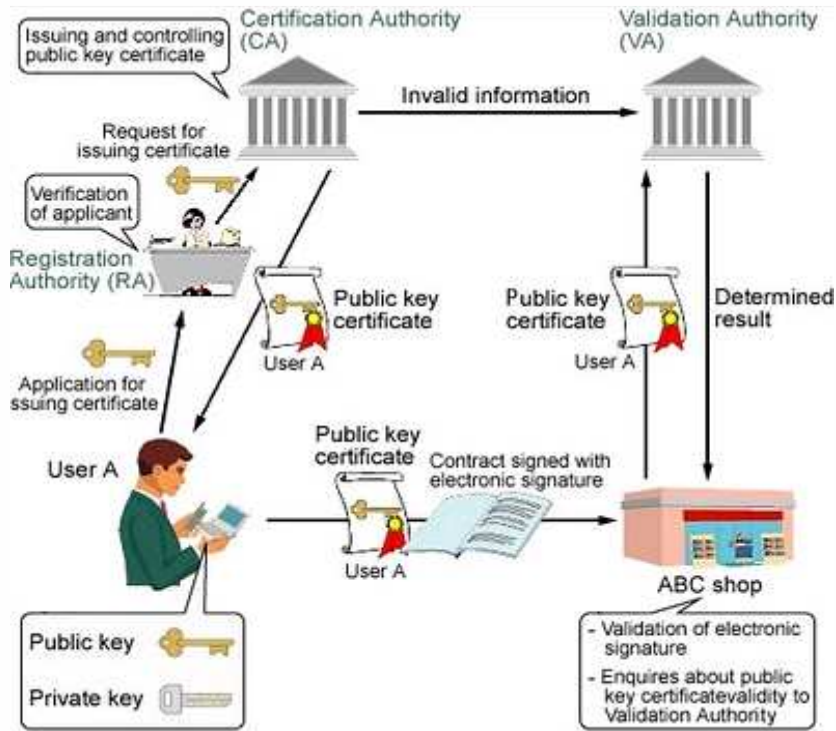 Certification Authority
(CA)
Validation Authority
(VA)
Issuing and controlling
public key certificate
Invalid information
Request for
issuing certificate
Verification
of applicant
Registration
Authority (RA)
Public key
certificate
User A
Public key
certificate
User A
Determined
result
Application for
issuing certificate
User A
Public key
certificate
User A
Contract signed with
electronic signature
ABC shop
Public key
Private key
- Validation of electronic
signature
- Enquires about public
key certificatevalidity to
Validation Authority